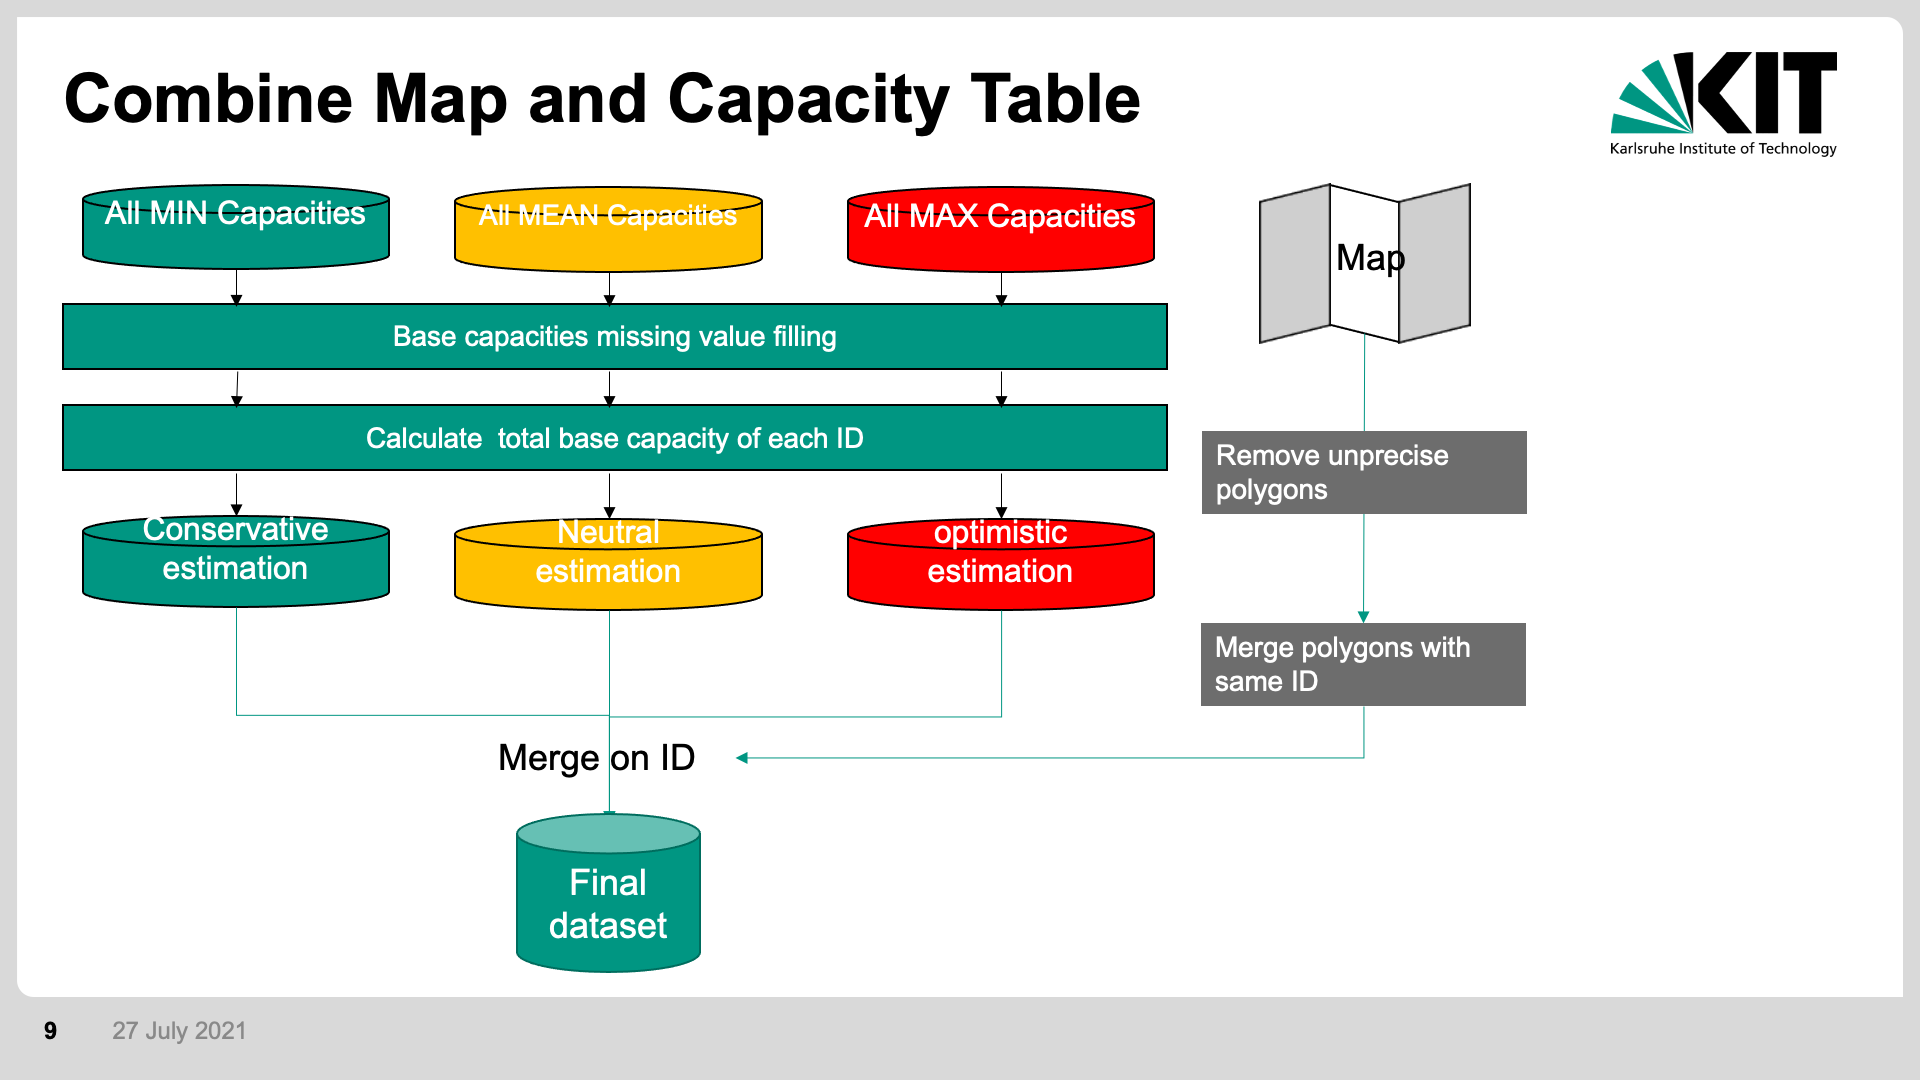 Combine Map and Capacity Table
KIT
Karlsruhe Institute of Technology
All MIN Capacities
All MEAN Capacities
All MAX Capacities
Map
Base capacities missing value filling
Calculate  total base capacity of each ID
Remove unprecise
polygons
Conservative
estimation
Neutral
estimation
optimistic
estimation
Merge polygons with
same ID
Merge on ID
Final
dataset
9
27 July 2021